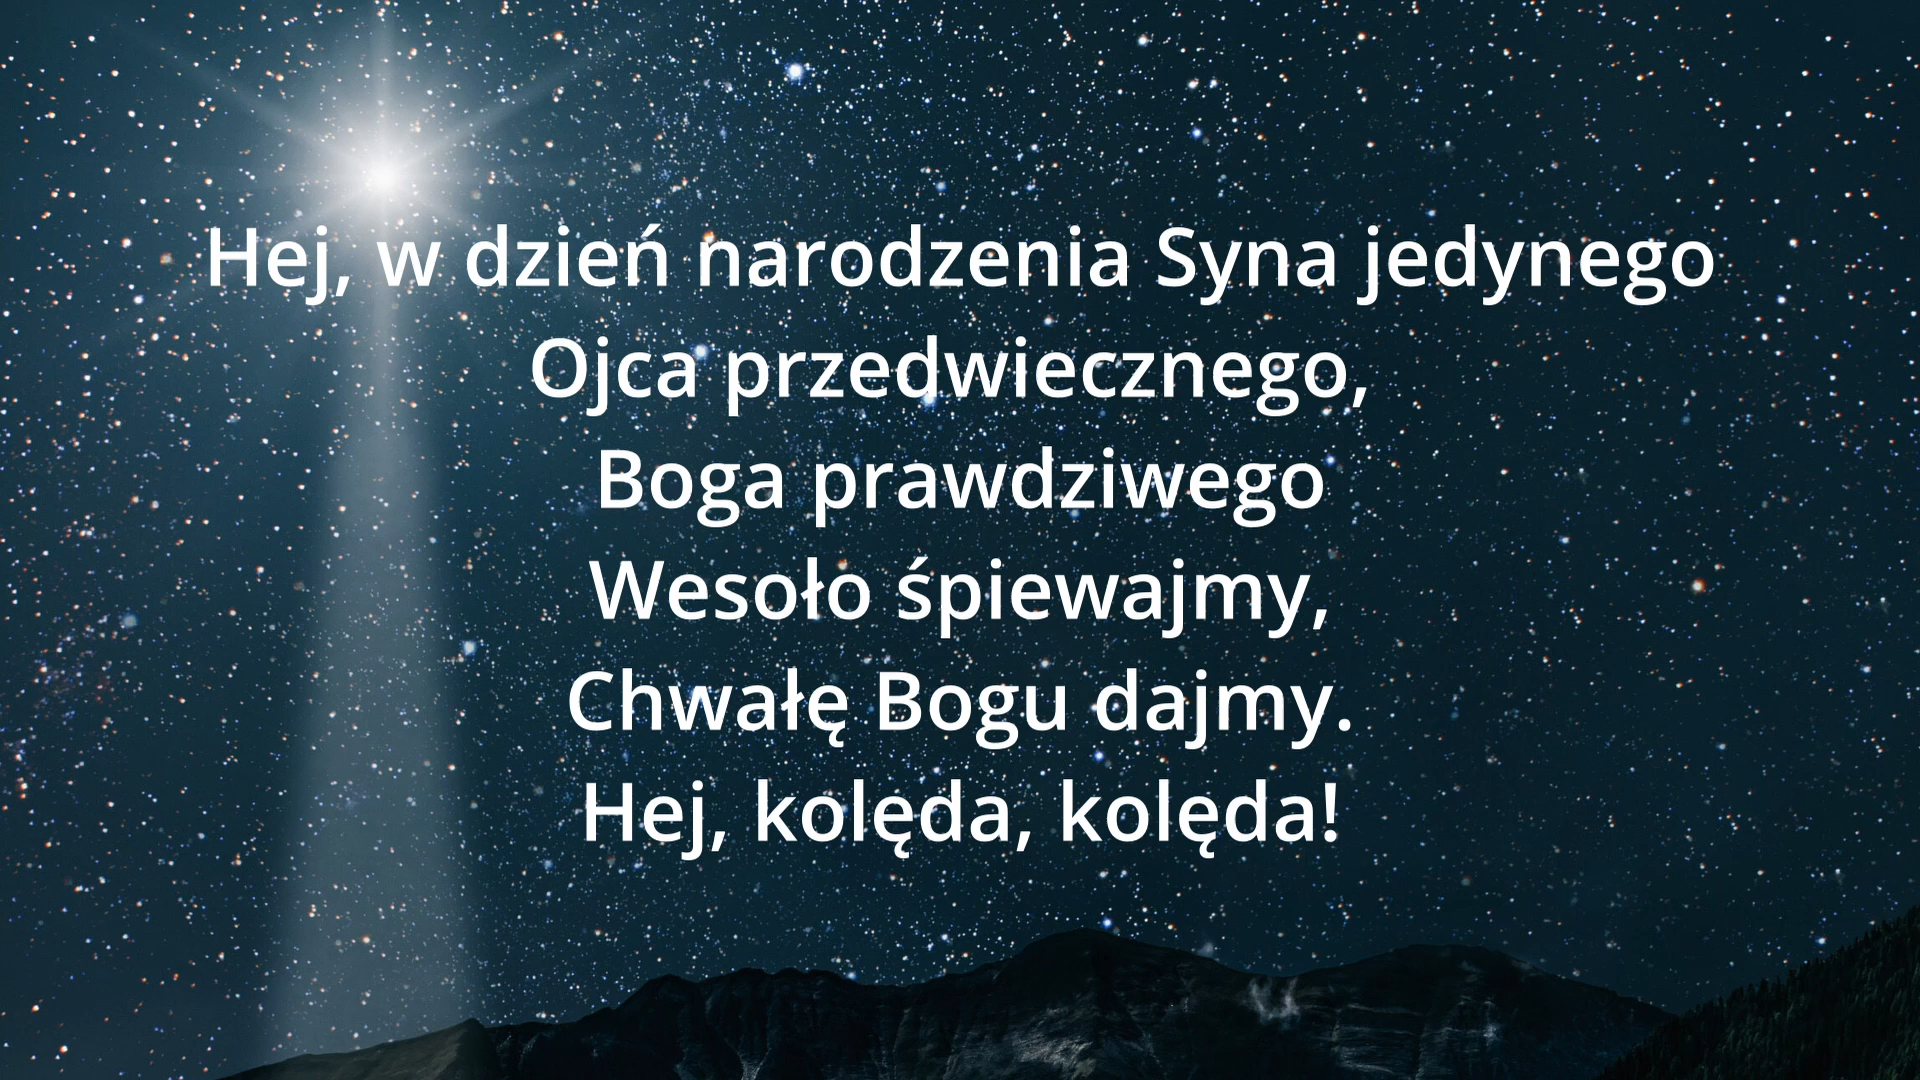 Hej, w dzień narodzenia Syna jedynego
Ojca przedwiecznego,
Boga prawdziwego
Wesoło śpiewajmy,
Chwałę Bogu dajmy.
Hej, kolęda, kolęda!